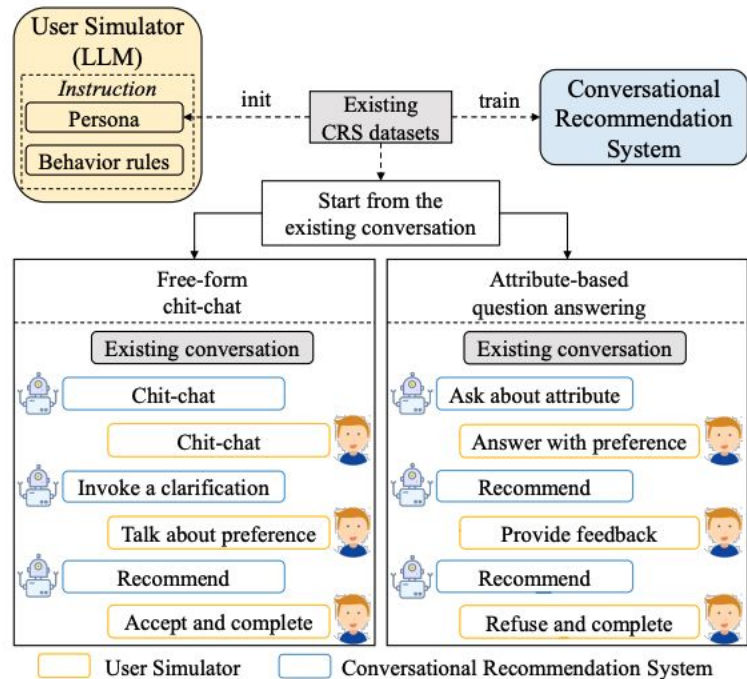 User Simulator
(LLM)
Instruction
Persona
Behavior rules
init
Existing
CRS datasets
train
Conversational
Recommendation
System
Start from the
existing conversation
Free-form
chit-chat
Existing conversation
Chit-chat
Chit-chat
Invoke a clarification
Talk about preference
Recommend
Accept and complete
Attribute-based
question answering
Existing conversation
Ask about attribute
Answer with preference
Recommend
Provide feedback
Recommend
Refuse and complete
User Simulator
Conversational Recommendation System